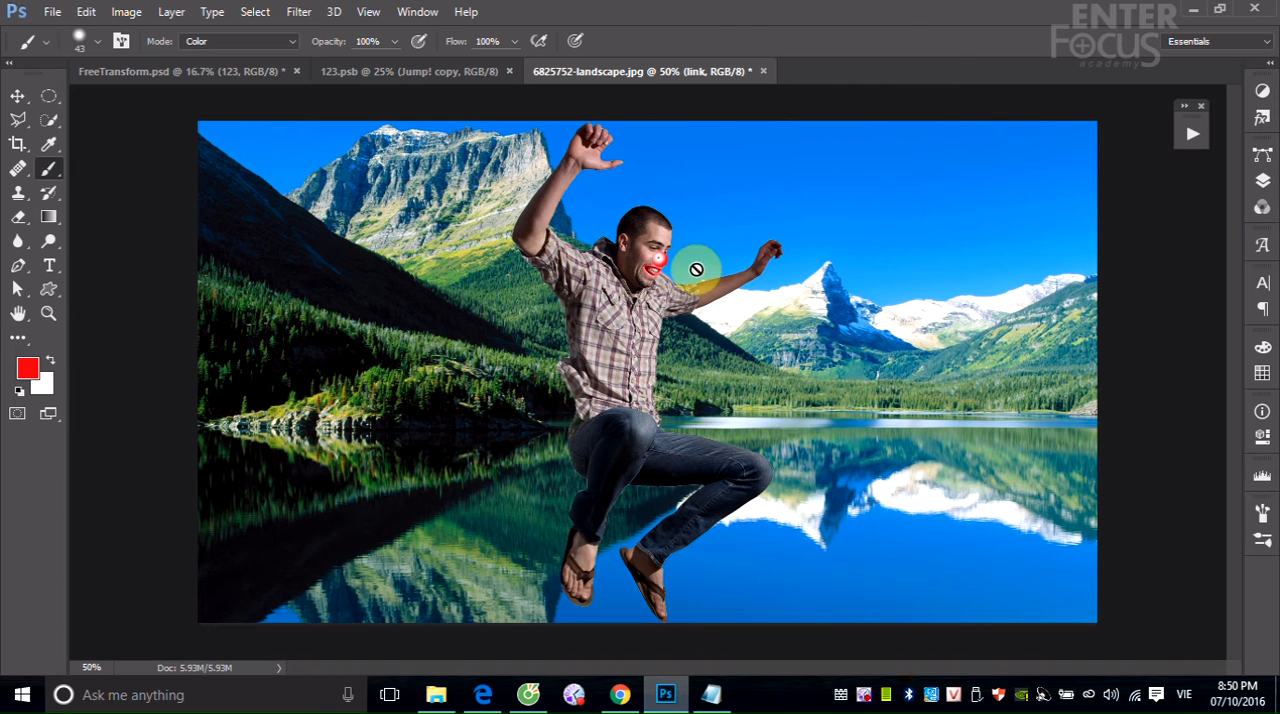 Ps File Edit Image Layer Type Select Filter 3D View Window Help
ENTER
FOCUS
academy
43 Mode: Color Opacity: 100% Flow: 100% Essentials
FreeTransform.psd @ 16.7% (123, RGB/8) * 123.psb @ 25% (Jump! copy, RGB/8) 6825752-landscape.jpg @ 50% (link, RGB/8) *
50% Doc: 5.93M/5.93M
Ask me anything
Ps
VIE
8:50 PM
07/10/2016